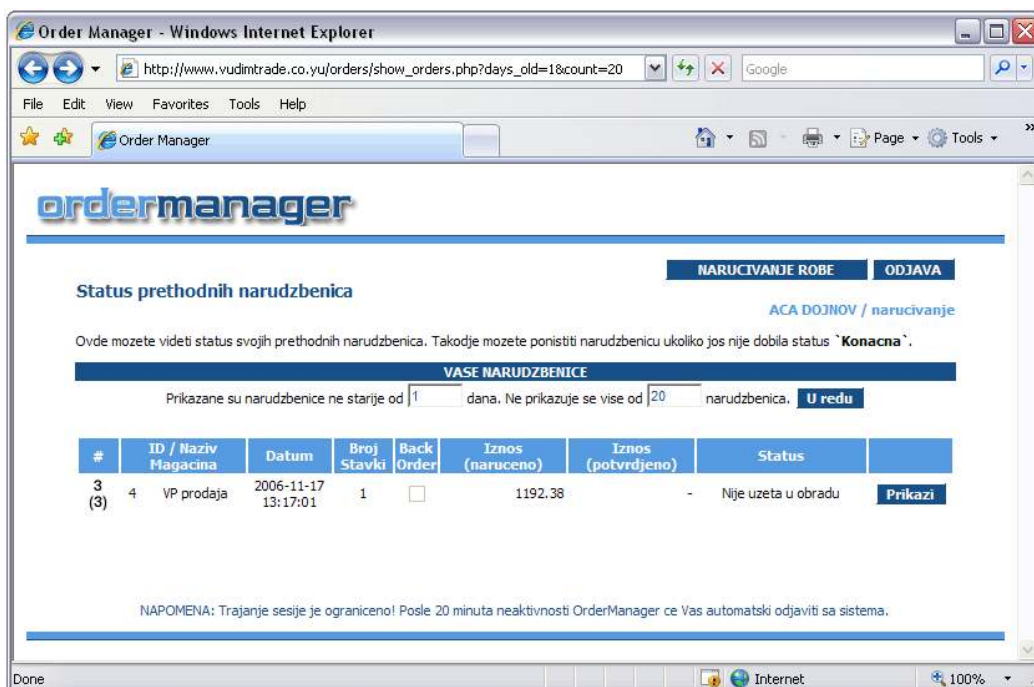 Order Manager - Windows Internet Explorer
http://www.vudimtrade.co.yu/orders/show_orders.php?days_old=1&count=20
Google
File Edit View Favorites Tools Help
Order Manager
Page Tools »
ordermanager
NARUCIVANJE ROBE ODJAVA
Status prethodnih narudzbenica
ACA DOJNOV / narucivanje
Ovde mozete videti status svojih prethodnih narudzbenica. Takodje mozete ponistiti narudzbenicu ukoliko jos nije dobila status `Konacna`.
VASE NARUDZBENICE
Prikazane su narudzbenice ne starije od 1 dana. Ne prikazuje se vise od 20 narudzbenica. U redu
# ID / Naziv Magacina Datum Broj Stavki Back Order Iznos (naruceno) Iznos (potvrdjeno) Status
3 (3) 4 VP prodaja 2006-11-17 13:17:01 1 1192.38 - Nije uzeta u obradu Prikazi
NAPOMENA: Trajanje sesije je ograniceno! Posle 20 minuta neaktivnosti OrderManager ce Vas automatski odjaviti sa sistema.
Done Internet 100%